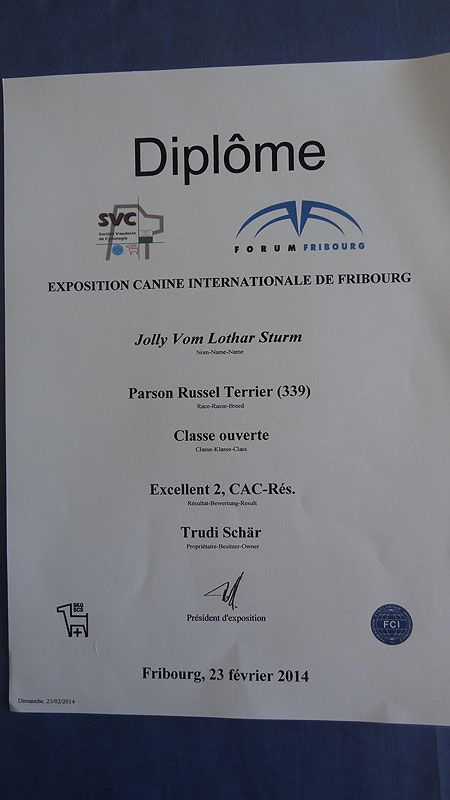 Diplôme
SVC
Société Vaudoise
de Cynologie
FORUM FRIBOURG
EXPOSITION CANINE INTERNATIONALE DE FRIBOURG
Jolly Vom Lothar Sturm
Nom-Name-Name
Parson Russel Terrier (339)
Race-Rasse-Breed
Classe ouverte
Classe-Klasse-Class
Excellent 2, CAC-Rés.
Résultat-Bewertung-Result
Trudi Schär
Propriétaire-Besitzer-Owner
Président d'exposition
SKG
SCS
FCI
Fribourg, 23 février 2014
Dimanche, 23/02/2014